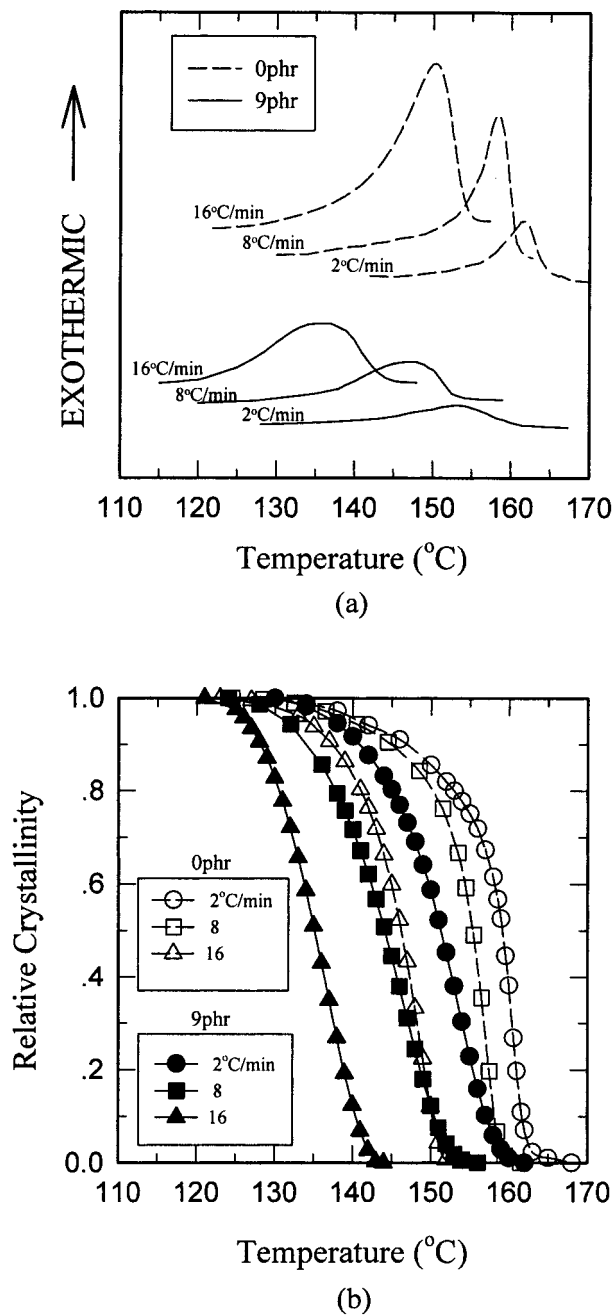 EXOTHERMIC
0phr
9phr
16°C/min
8°C/min
2°C/min
16°C/min
8°C/min
2°C/min
110 120 130 140 150 160 170
Temperature (°C)
(a)
Relative Crystallinity
1.0
.8
.6
.4
.2
0.0
0phr
2°C/min
8
16
9phr
2°C/min
8
16
110 120 130 140 150 160 170
Temperature (°C)
(b)